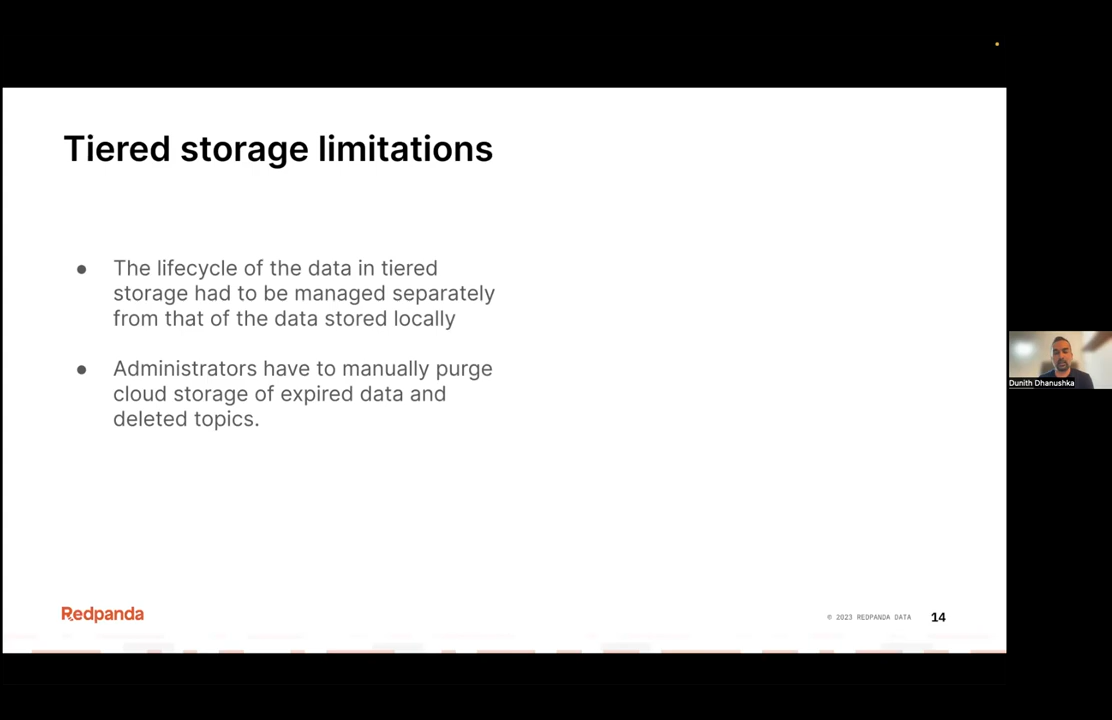 Tiered storage limitations
● The lifecycle of the data in tiered
storage had to be managed separately
from that of the data stored locally
● Administrators have to manually purge
cloud storage of expired data and
deleted topics.
Dunith Dhanushka
Redpanda
© 2023 REDPANDA DATA 14